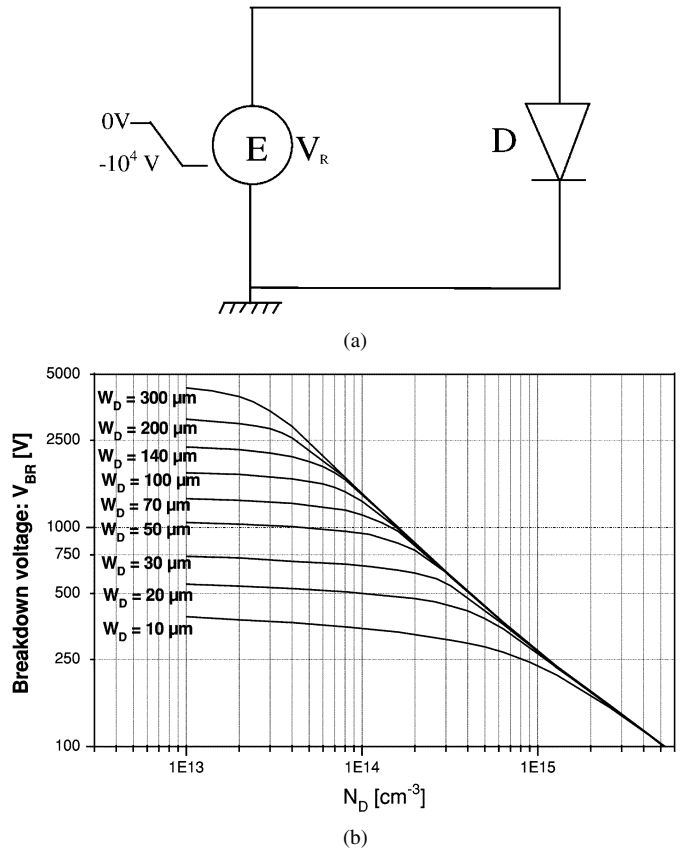 0V
-10⁴ V
E
V_R
D
(a)
5000
2500
1000
750
500
250
100
Breakdown voltage: V_BR [V]
W_D = 300 µm
W_D = 200 µm
W_D = 140 µm
W_D = 100 µm
W_D = 70 µm
W_D = 50 µm
W_D = 30 µm
W_D = 20 µm
W_D = 10 µm
1E13
1E14
1E15
N_D [cm⁻³]
(b)